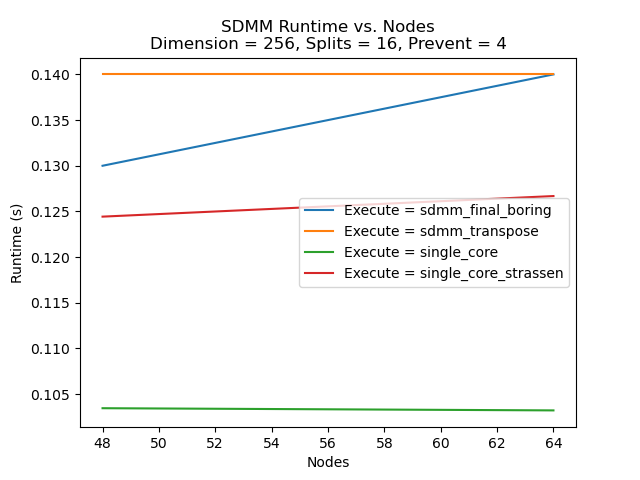 SDMM Runtime vs. Nodes
Dimension = 256, Splits = 16, Prevent = 4
0.140
0.135
0.130
0.125
0.120
0.115
0.110
0.105
Runtime (s)
Execute = sdmm_final_boring
Execute = sdmm_transpose
Execute = single_core
Execute = single_core_strassen
48 50 52 54 56 58 60 62 64
Nodes